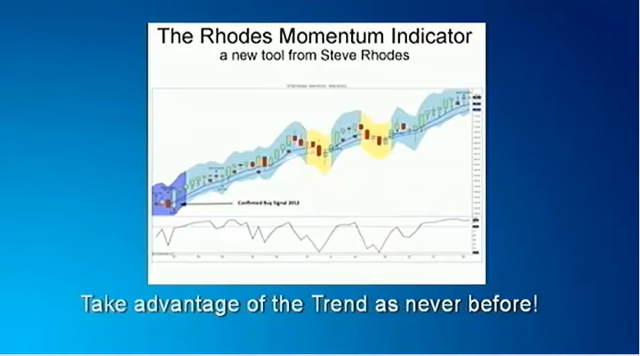 The Rhodes Momentum Indicator
a new tool from Steve Rhodes
Confirmed Buy Signal 2012
Take advantage of the Trend as never before!